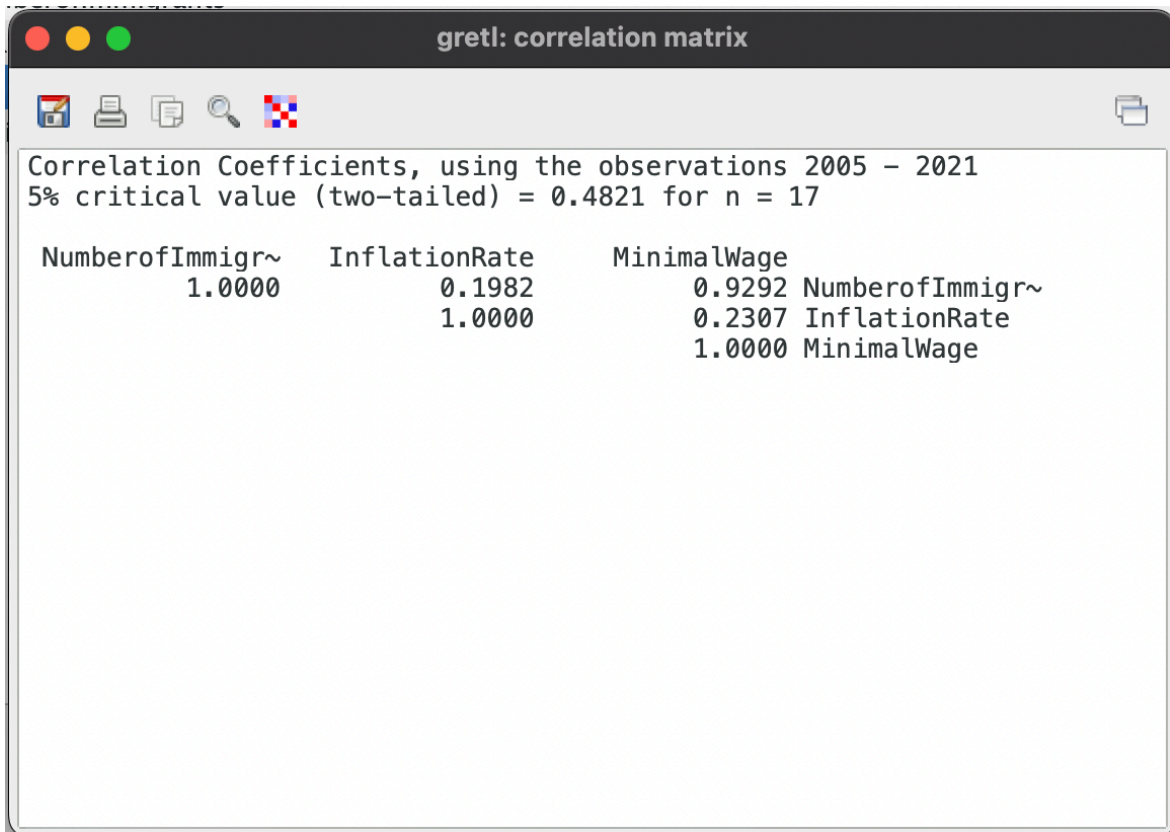 gretl: correlation matrix
Correlation Coefficients, using the observations 2005 – 2021
5% critical value (two-tailed) = 0.4821 for n = 17
NumberofImmigr~ InflationRate MinimalWage
1.0000 0.1982 0.9292 NumberofImmigr~
1.0000 0.2307 InflationRate
1.0000 MinimalWage